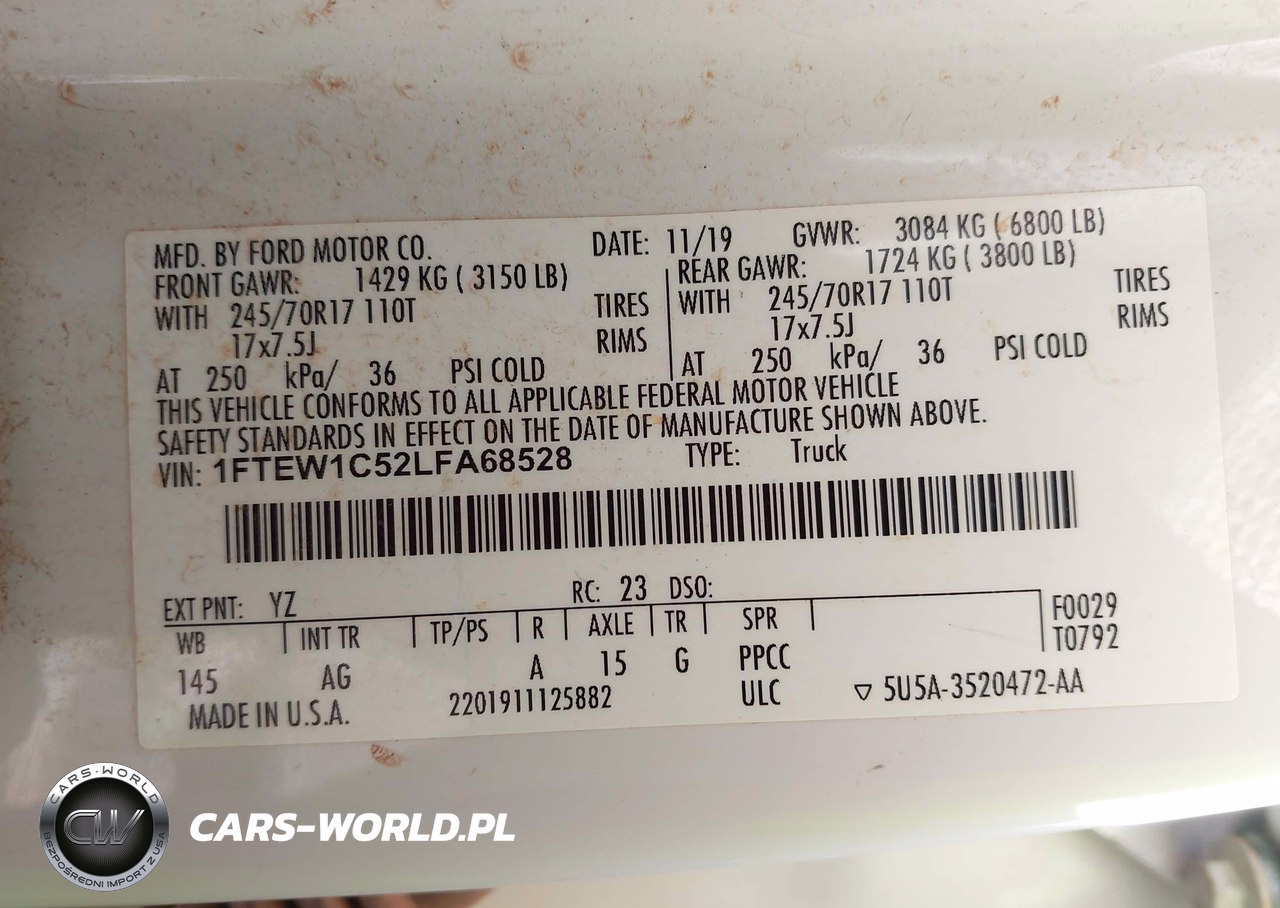 MFD. BY FORD MOTOR CO. DATE: 11/19 GVWR: 3084 KG ( 6800 LB)
FRONT GAWR: 1429 KG ( 3150 LB) REAR GAWR: 1724 KG ( 3800 LB)
WITH 245/70R17 110T TIRES WITH 245/70R17 110T TIRES
17x7.5J RIMS 17x7.5J RIMS
AT 250 kPa/ 36 PSI COLD AT 250 kPa/ 36 PSI COLD
THIS VEHICLE CONFORMS TO ALL APPLICABLE FEDERAL MOTOR VEHICLE
SAFETY STANDARDS IN EFFECT ON THE DATE OF MANUFACTURE SHOWN ABOVE.
VIN: 1FTEW1C52LFA68528 TYPE: Truck
EXT PNT: YZ RC: 23 DSO:
WB INT TR TP/PS R AXLE TR SPR F0029
T0792
145 AG A 15 G PPCC
MADE IN U.S.A. 2201911125882 ULC ▽ 5U5A-3520472-AA
CARS-WORLD
CW
BEZPOŚREDNI IMPORT Z USA
CARS-WORLD.PL